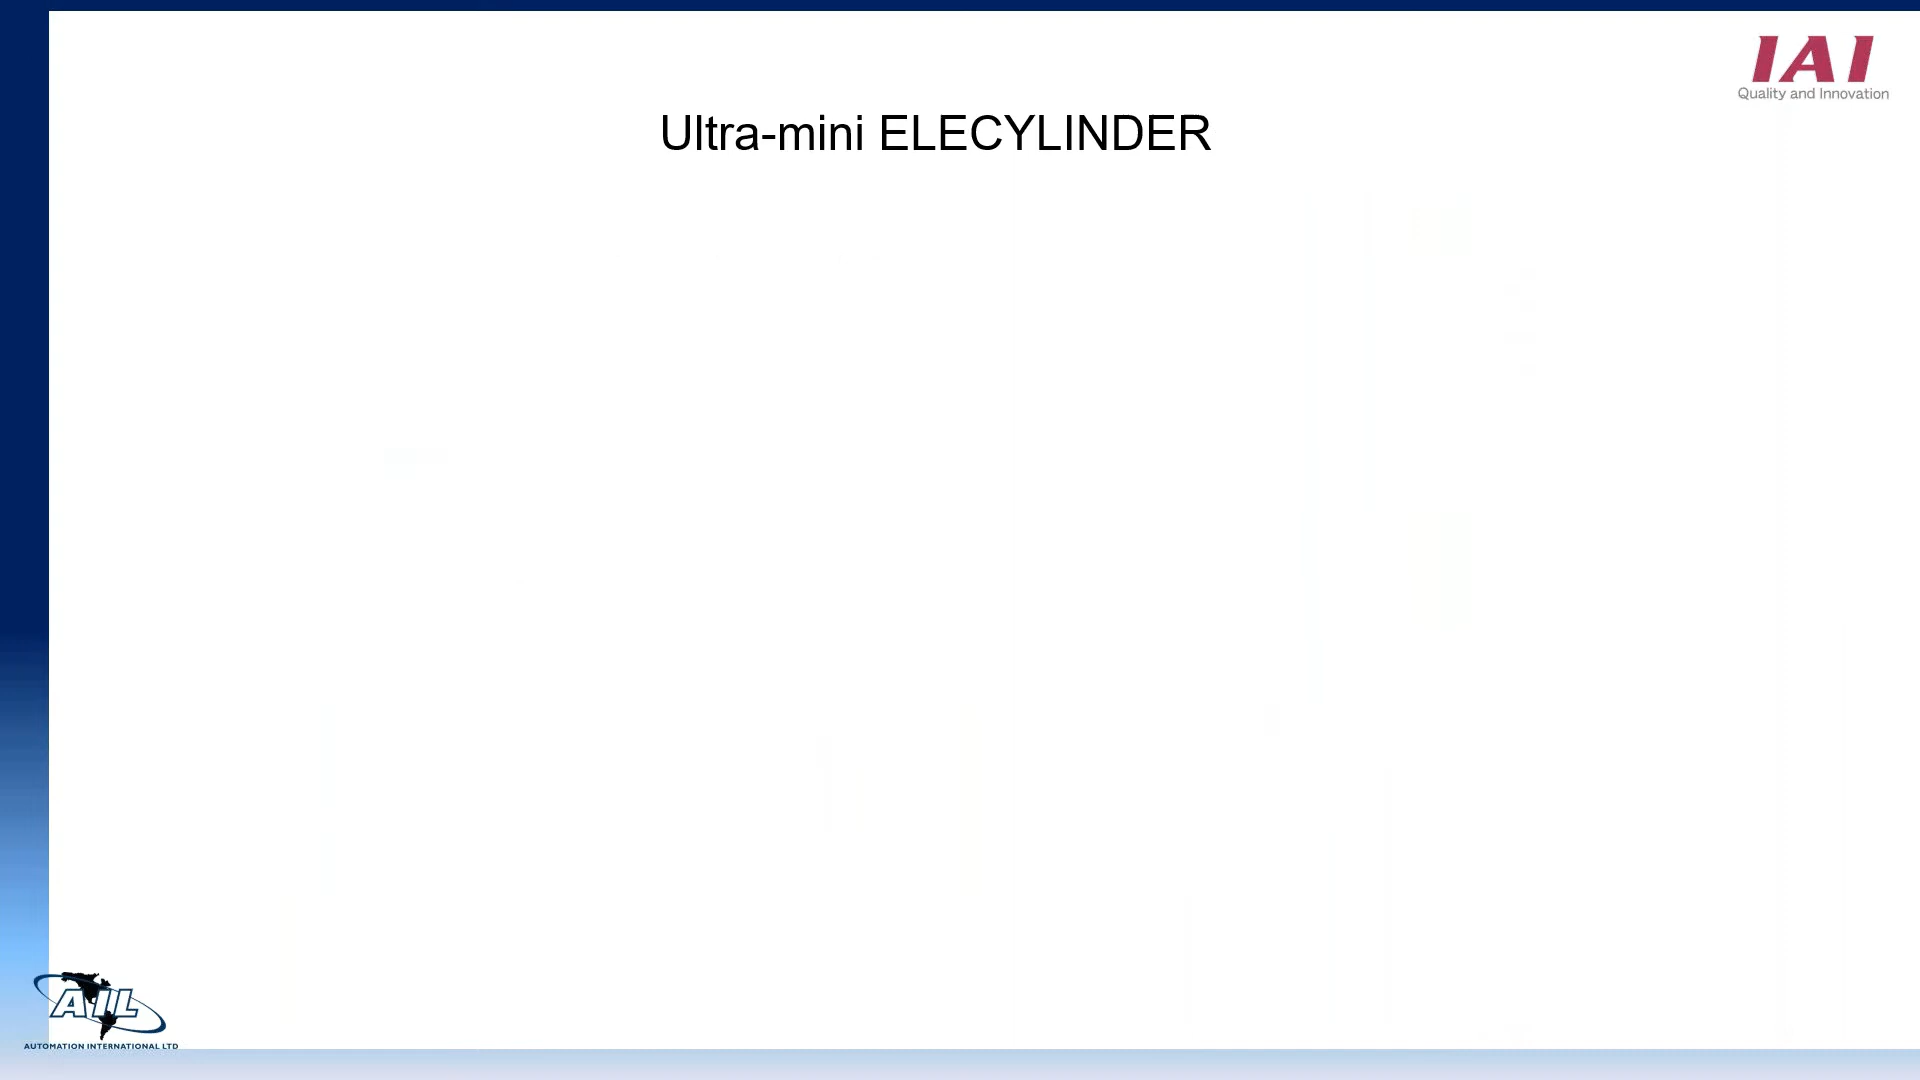 IAI
Quality and Innovation
Ultra-mini ELECYLINDER
AIL
AUTOMATION INTERNATIONAL LTD